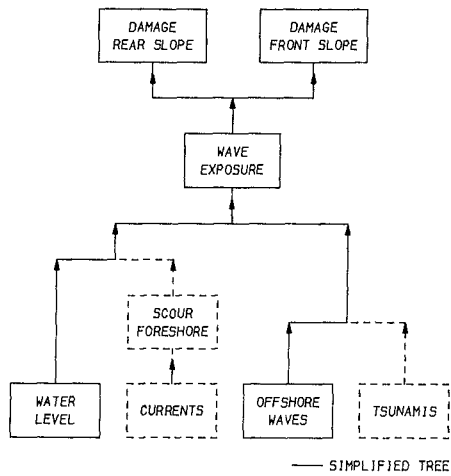 DAMAGE
REAR SLOPE
DAMAGE
FRONT SLOPE
WAVE
EXPOSURE
SCOUR
FORESHORE
WATER
LEVEL
CURRENTS
OFFSHORE
WAVES
TSUNAMIS
SIMPLIFIED TREE